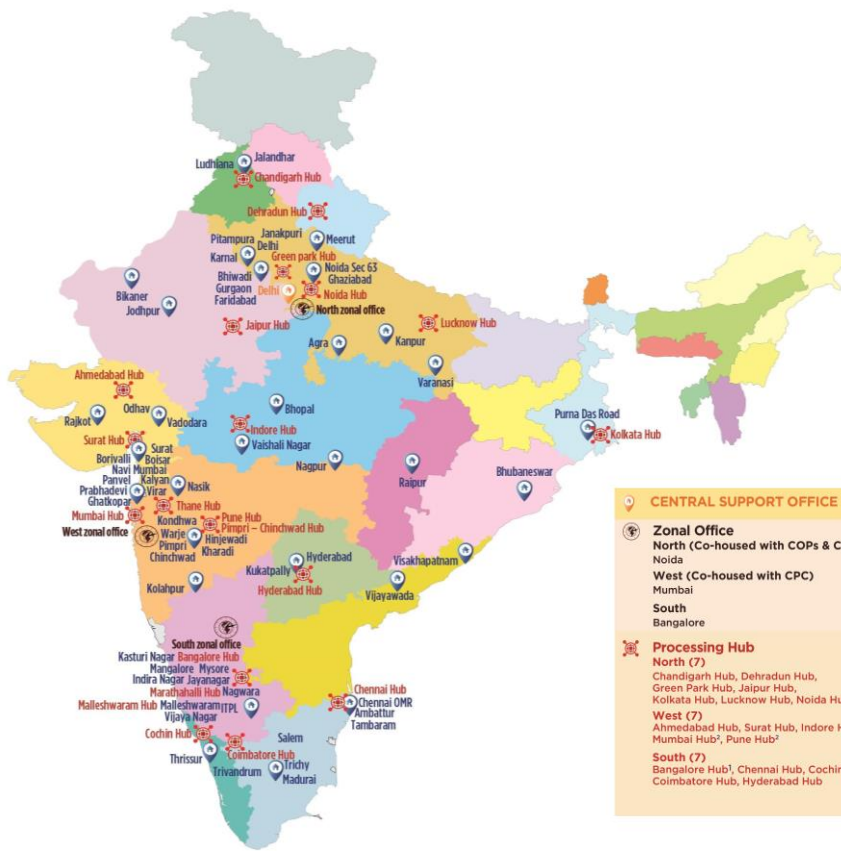 Ludhiana
Jalandhar
Chandigarh Hub
Dehradun Hub
Pitampura
Janakpuri
Delhi
Meerut
Karnal
Green park Hub
Bhiwadi
Noida Sec 63
Ghaziabad
Gurgaon
Delhi
Noida Hub
Faridabad
North zonal office
Bikaner
Jodhpur
Jaipur Hub
Lucknow Hub
Agra
Kanpur
Varanasi
Ahmedabad Hub
Odhav
Rajkot
Vadodara
Bhopal
Indore Hub
Vaishali Nagar
Purna Das Road
Kolkata Hub
Surat Hub
Surat
Borivalli
Boisar
Navi Mumbai
Panvel
Kalyan
Nasik
Prabhadevi
Virar
Ghatkopar
Nagpur
Raipur
Bhubaneswar
Mumbai Hub
Thane Hub
West zonal office
Kondhwa
Pune Hub
Warje
Pimpri – Chinchwad Hub
Pimpri
Hinjewadi
Chinchwad
Kharadi
Kolahpur
Hyderabad
Kukatpally
Hyderabad Hub
Visakhapatnam
Vijayawada
South zonal office
Kasturi Nagar
Bangalore Hub
Mangalore
Mysore
Indira Nagar
Jayanagar
Marathahalli Hub
Nagwara
Malleshwaram Hub
Malleshwaram
ITPL
Vijaya Nagar
Chennai Hub
Chennai OMR
Ambattur
Tambaram
Cochin Hub
Salem
Coimbatore Hub
Thrissur
Trivandrum
Trichy
Madurai
CENTRAL SUPPORT OFFICE
Zonal Office
North (Co-housed with COPs & C
Noida
West (Co-housed with CPC)
Mumbai
South
Bangalore
Processing Hub
North (7)
Chandigarh Hub, Dehradun Hub,
Green Park Hub, Jaipur Hub,
Kolkata Hub, Lucknow Hub, Noida Hu
West (7)
Ahmedabad Hub, Surat Hub, Indore H
Mumbai Hub², Pune Hub²
South (7)
Bangalore Hub¹, Chennai Hub, Cochin
Coimbatore Hub, Hyderabad Hub